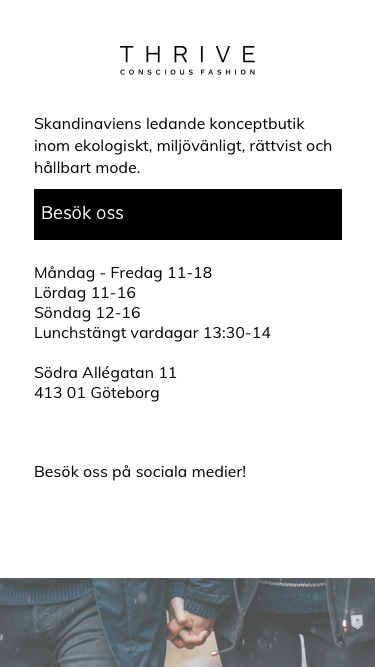 THRIVE
CONSCIOUS FASHION
Skandinaviens ledande konceptbutik
inom ekologiskt, miljövänligt, rättvist och
hållbart mode.
Besök oss
Måndag - Fredag 11-18
Lördag 11-16
Söndag 12-16
Lunchstängt vardagar 13:30-14
Södra Allégatan 11
413 01 Göteborg
Besök oss på sociala medier!